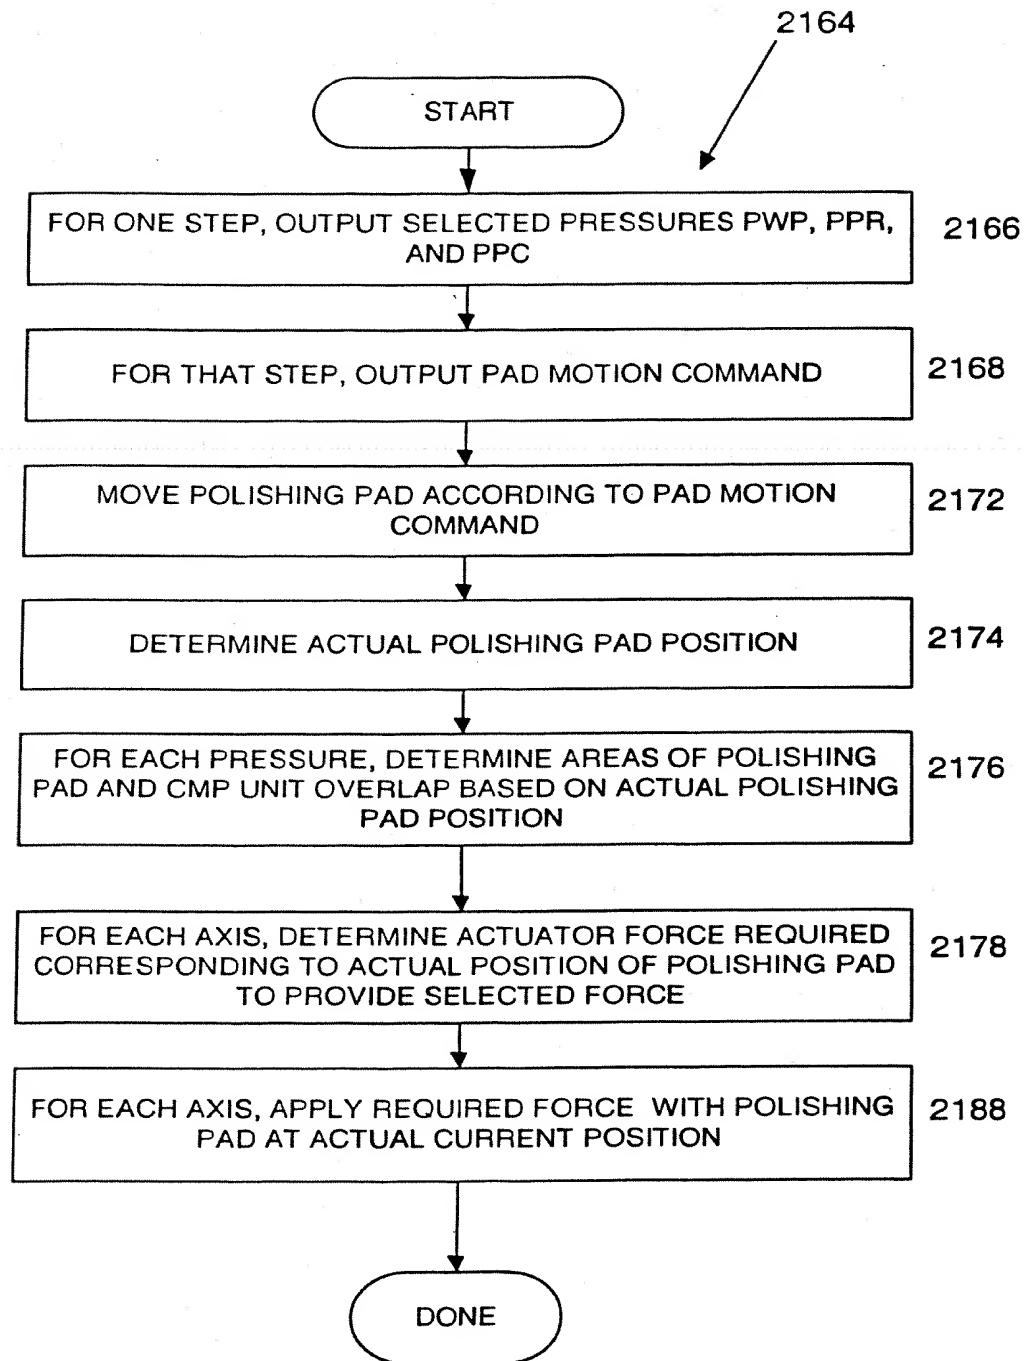 2164
START
FOR ONE STEP, OUTPUT SELECTED PRESSURES PWP, PPR,
AND PPC
2166
FOR THAT STEP, OUTPUT PAD MOTION COMMAND
2168
MOVE POLISHING PAD ACCORDING TO PAD MOTION
COMMAND
2172
DETERMINE ACTUAL POLISHING PAD POSITION
2174
FOR EACH PRESSURE, DETERMINE AREAS OF POLISHING
PAD AND CMP UNIT OVERLAP BASED ON ACTUAL POLISHING
PAD POSITION
2176
FOR EACH AXIS, DETERMINE ACTUATOR FORCE REQUIRED
CORRESPONDING TO ACTUAL POSITION OF POLISHING PAD
TO PROVIDE SELECTED FORCE
2178
FOR EACH AXIS, APPLY REQUIRED FORCE WITH POLISHING
PAD AT ACTUAL CURRENT POSITION
2188
DONE